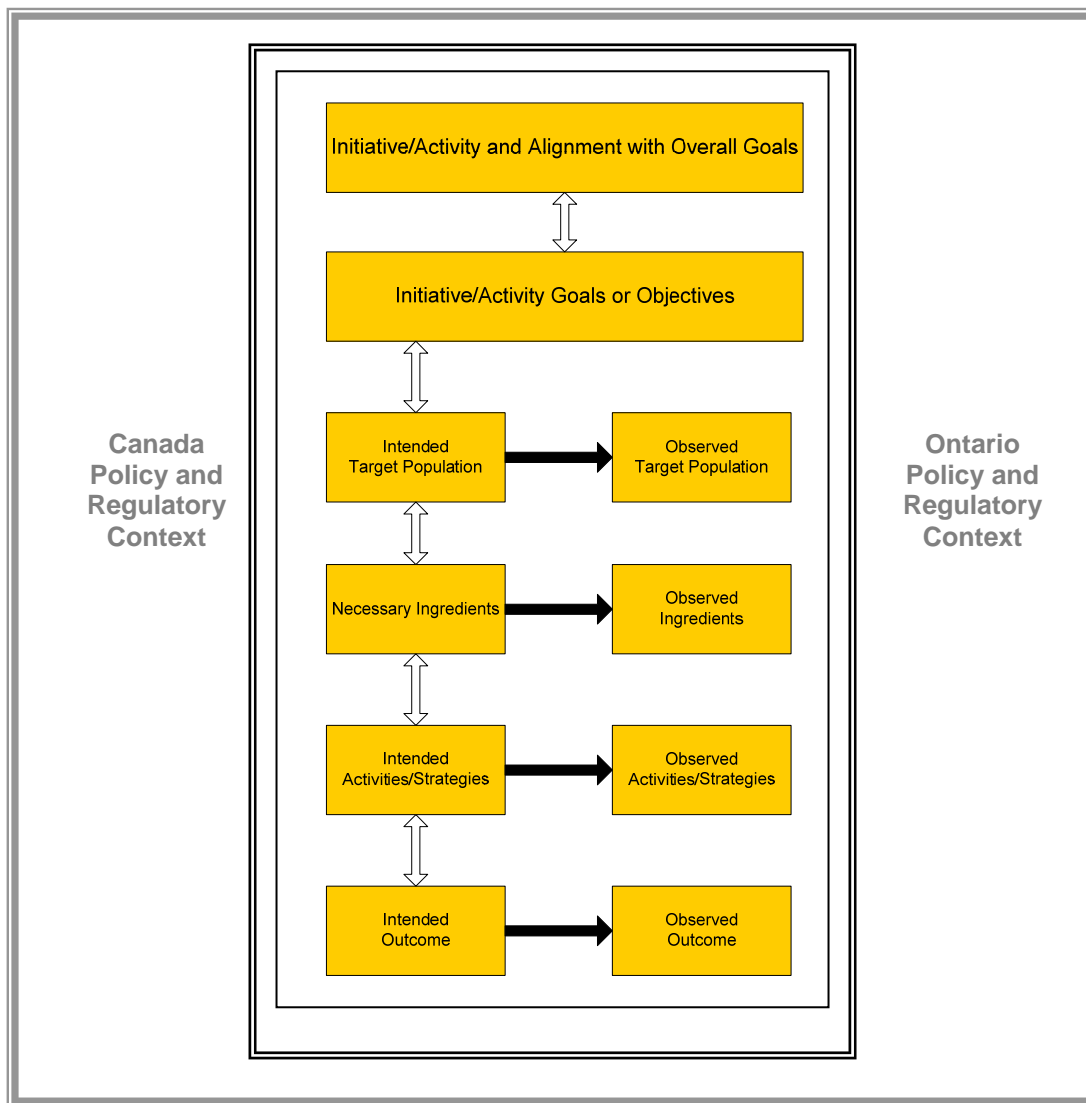 Initiative/Activity and Alignment with Overall Goals
Initiative/Activity Goals or Objectives
Canada
Policy and
Regulatory
Context
Intended
Target Population
Observed
Target Population
Necessary Ingredients
Observed
Ingredients
Intended
Activities/Strategies
Observed
Activities/Strategies
Intended
Outcome
Observed
Outcome
Ontario
Policy and
Regulatory
Context